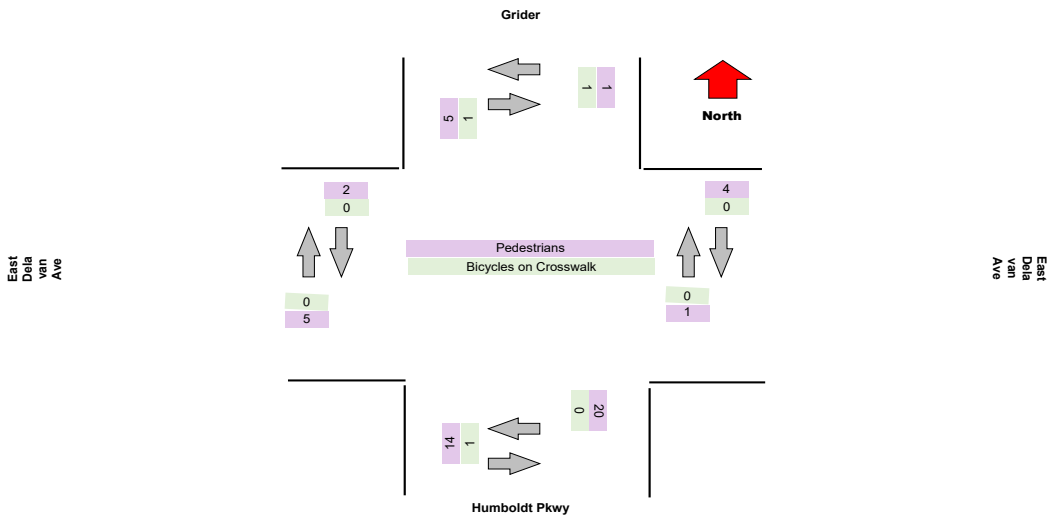 Grider
1
1
5
1
North
2
0
4
0
Pedestrians
Bicycles on Crosswalk
East
Dela
van
Ave
East
Dela
van
Ave
0
5
0
1
0
20
14
1
Humboldt Pkwy